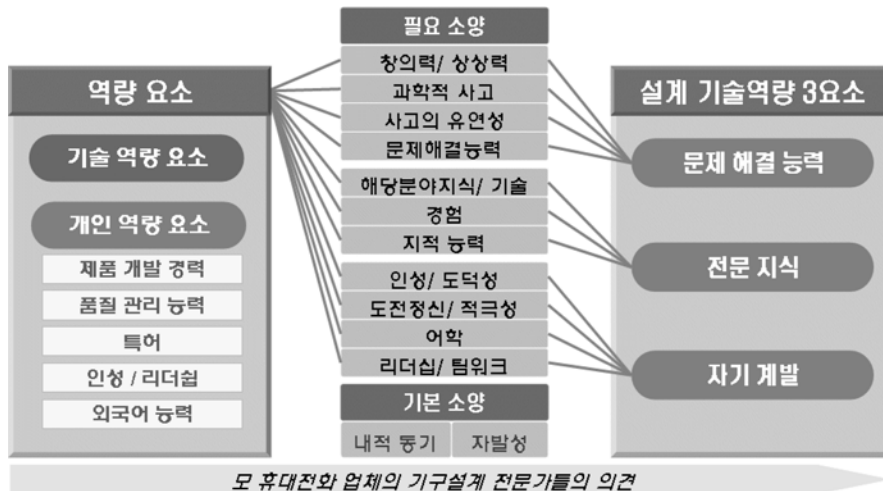 역량 요소
기술 역량 요소
개인 역량 요소
제품 개발 경력
품질 관리 능력
특허
인성 / 리더쉽
외국어 능력
필요 소양
창의력/ 상상력
과학적 사고
사고의 유연성
문제해결능력
해당분야지식/ 기술
경험
지적 능력
인성/ 도덕성
도전정신/ 적극성
어학
리더십/ 팀워크
기본 소양
내적 동기
자발성
설계 기술역량 3요소
문제 해결 능력
전문 지식
자기 계발
모 휴대전화 업체의 기구설계 전문가들의 의견